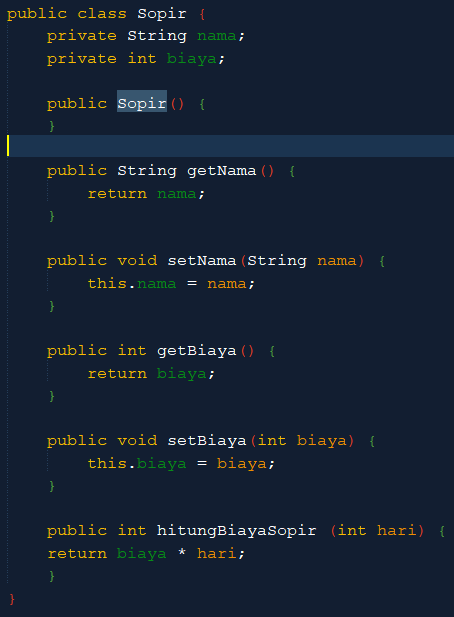 public class Sopir {
    private String nama;
    private int biaya;

    public Sopir() {
    }

    public String getNama() {
        return nama;
    }

    public void setNama(String nama) {
        this.nama = nama;
    }

    public int getBiaya() {
        return biaya;
    }

    public void setBiaya(int biaya) {
        this.biaya = biaya;
    }

    public int hitungBiayaSopir (int hari) {
    return biaya * hari;
    }
}